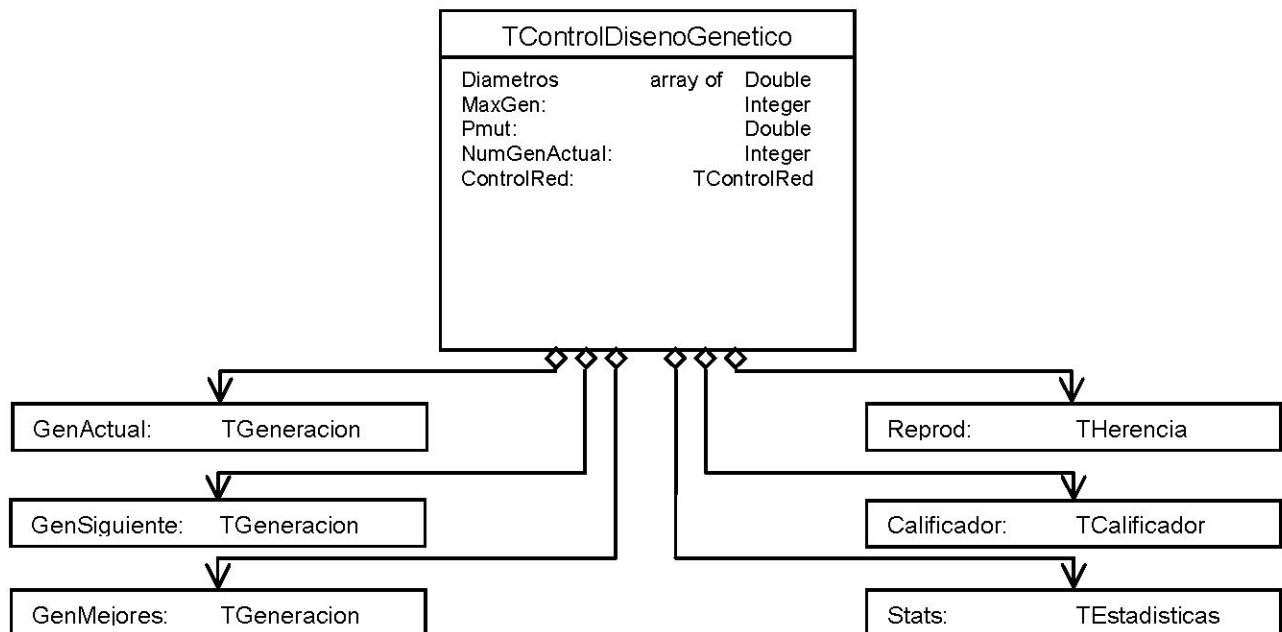 TControlDisenoGenetico
Diametros array of Double
MaxGen: Integer
Pmut: Double
NumGenActual: Integer
ControlRed: TControlRed
GenActual: TGeneracion
Reprod: THerencia
GenSiguiente: TGeneracion
Calificador: TCalificador
GenMejores: TGeneracion
Stats: TEstadisticas